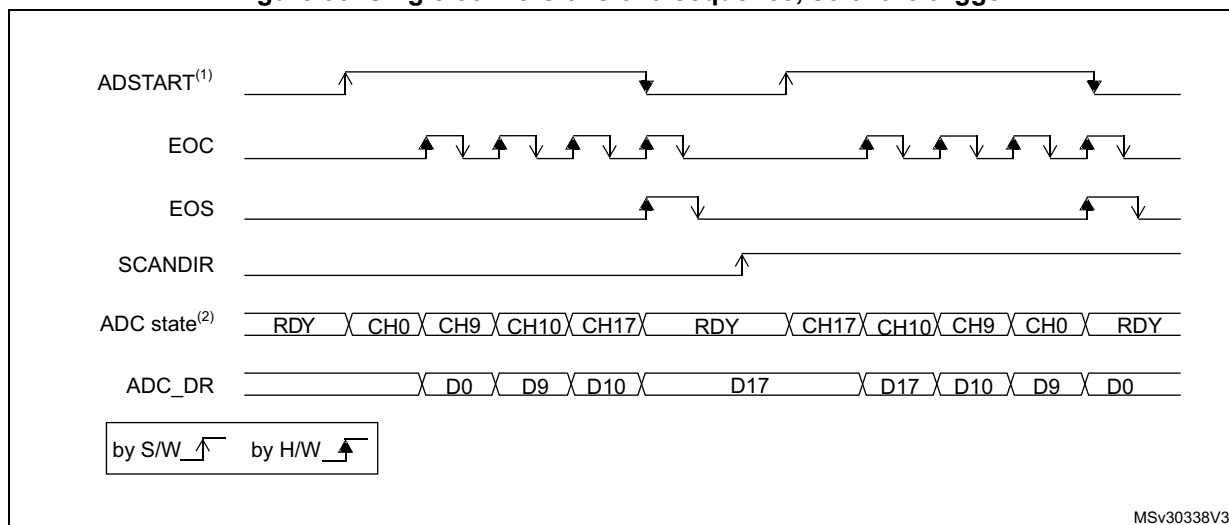 ADSTART(1)
EOC
EOS
SCANDIR
ADC state(2) RDY CH0 CH9 CH10 CH17 RDY CH17 CH10 CH9 CH0 RDY
ADC_DR D0 D9 D10 D17 D17 D10 D9 D0
by S/W by H/W
MSv30338V3